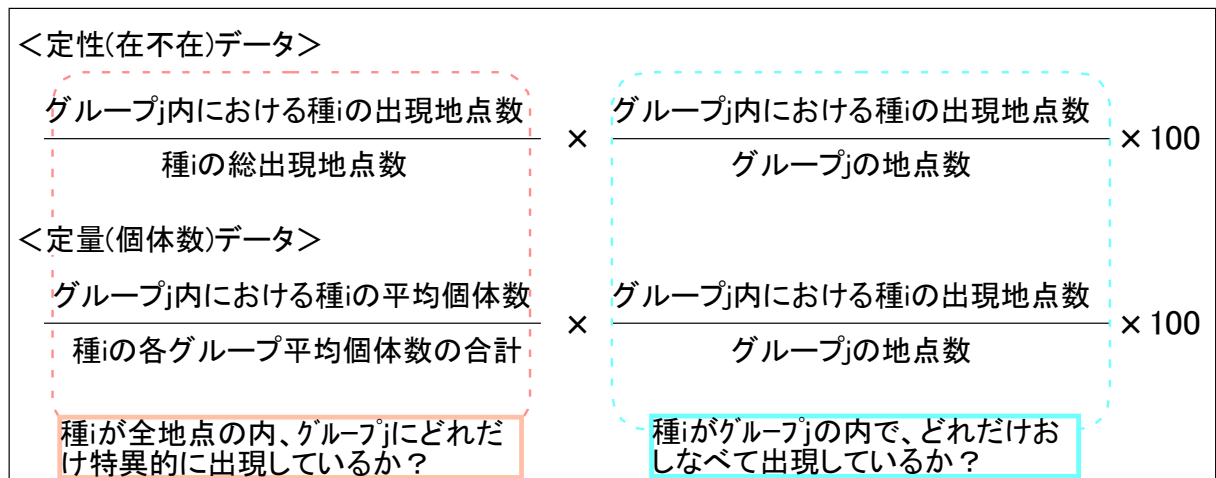 ＜定性(在不在)データ＞
グループj内における種iの出現地点数
種iの総出現地点数
×
グループj内における種iの出現地点数
グループjの地点数
×100
＜定量(個体数)データ＞
グループj内における種iの平均個体数
種iの各グループ平均個体数の合計
×
グループj内における種iの出現地点数
グループjの地点数
×100
種iが全地点の内、ｸﾞﾙｰﾌﾟjにどれだ
け特異的に出現しているか？
種iがｸﾞﾙｰﾌﾟjの内で、どれだけお
しなべて出現しているか？